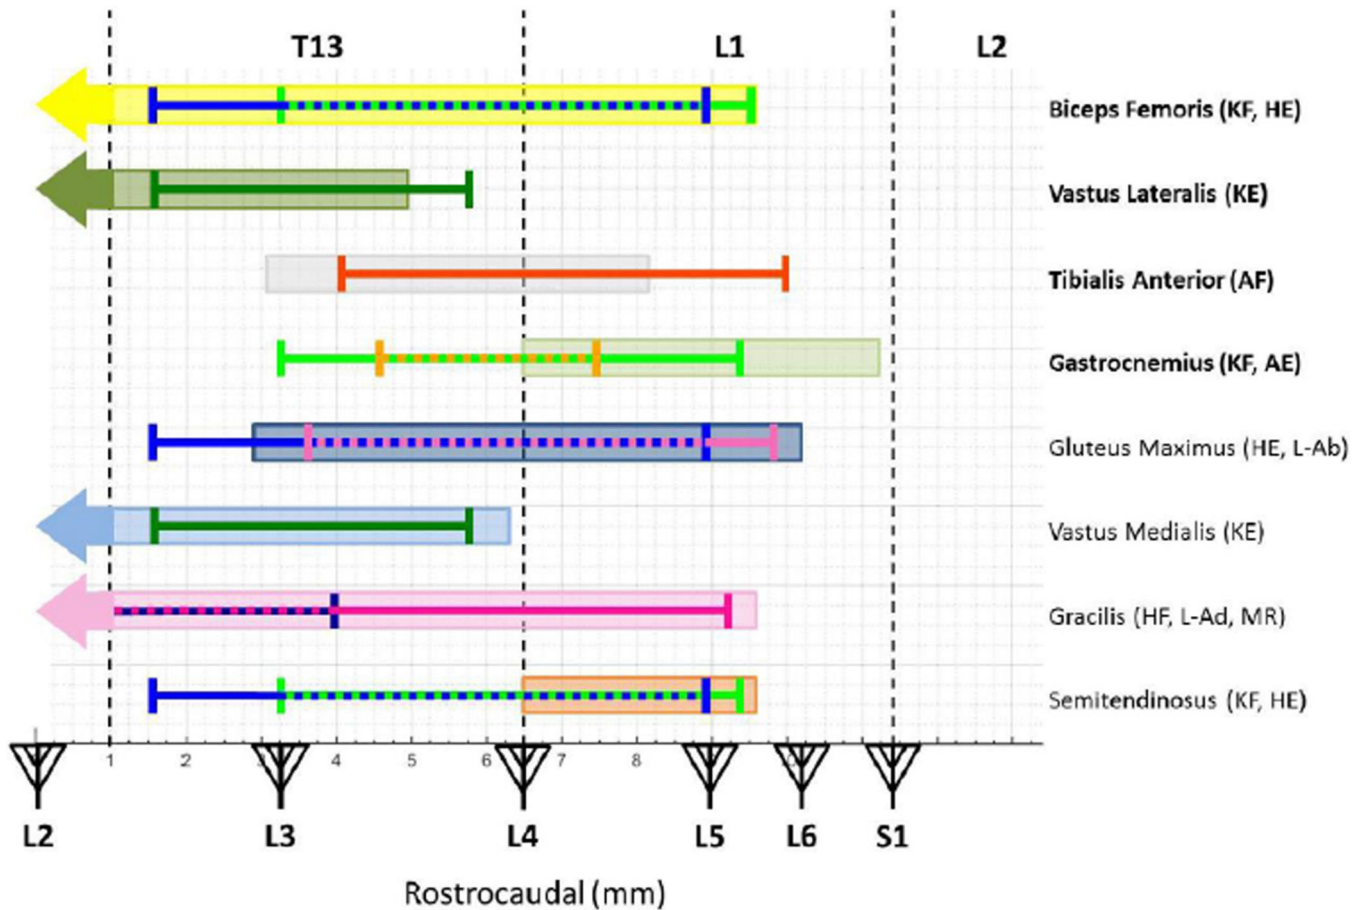 T13 L1 L2
Biceps Femoris (KF, HE)
Vastus Lateralis (KE)
Tibialis Anterior (AF)
Gastrocnemius (KF, AE)
Gluteus Maximus (HE, L-Ab)
Vastus Medialis (KE)
Gracilis (HF, L-Ad, MR)
Semitendinosus (KF, HE)
1 2 3 4 5 6 7 8
L2 L3 L4 L5 L6 S1
Rostrocaudal (mm)